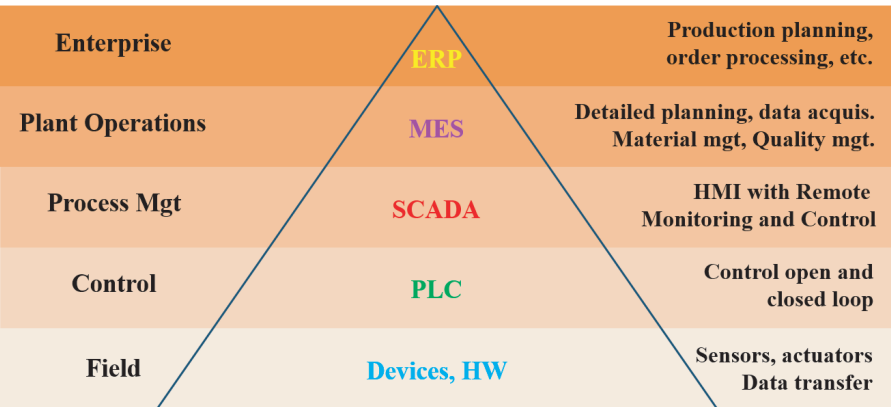 Enterprise
ERP
Production planning,
order processing, etc.
Plant Operations
MES
Detailed planning, data acquis.
Material mgt, Quality mgt.
Process Mgt
SCADA
HMI with Remote
Monitoring and Control
Control
PLC
Control open and
closed loop
Field
Devices, HW
Sensors, actuators
Data transfer